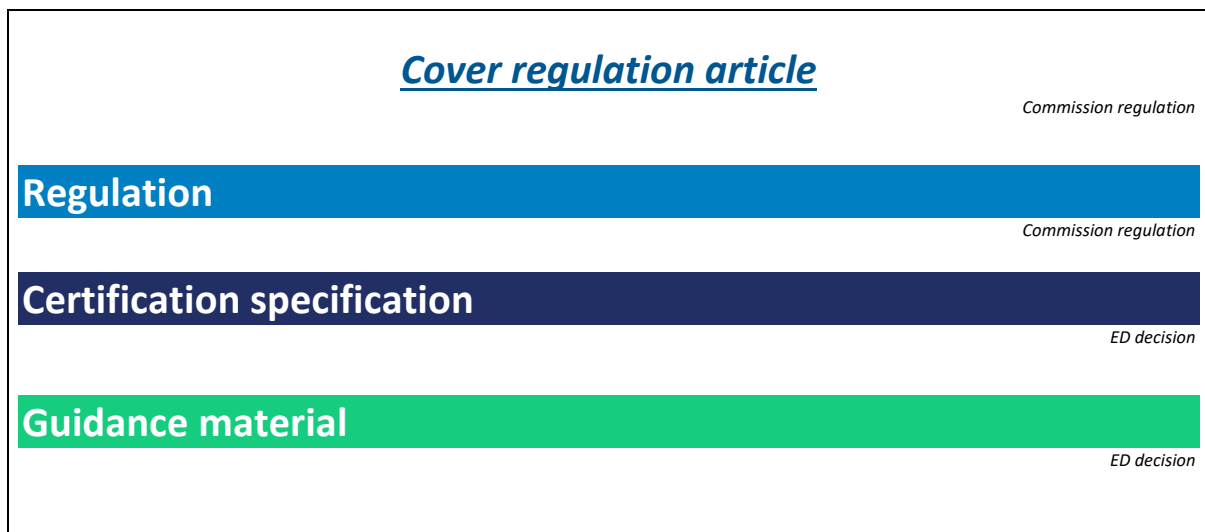 Cover regulation article
Commission regulation
Regulation
Commission regulation
Certification specification
ED decision
Guidance material
ED decision